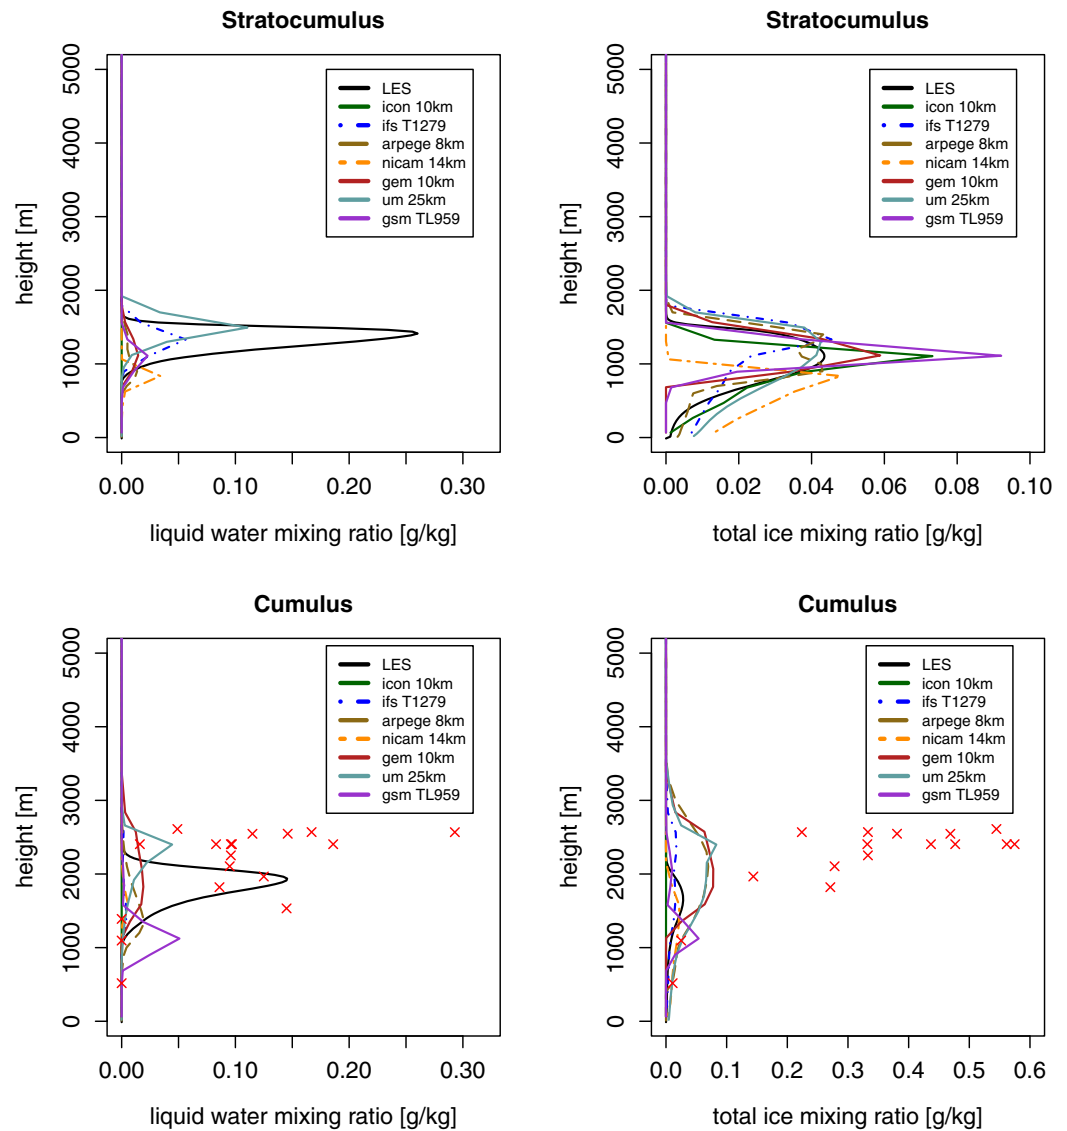 Stratocumulus
height [m]
5000
4000
3000
2000
1000
0
LES
icon 10km
ifs T1279
arpege 8km
nicam 14km
gem 10km
um 25km
gsm TL959
0.00 0.10 0.20 0.30
liquid water mixing ratio [g/kg]
Stratocumulus
height [m]
5000
4000
3000
2000
1000
0
LES
icon 10km
ifs T1279
arpege 8km
nicam 14km
gem 10km
um 25km
gsm TL959
0.00 0.02 0.04 0.06 0.08 0.10
total ice mixing ratio [g/kg]
Cumulus
height [m]
5000
4000
3000
2000
1000
0
LES
icon 10km
ifs T1279
arpege 8km
nicam 14km
gem 10km
um 25km
gsm TL959
0.00 0.10 0.20 0.30
liquid water mixing ratio [g/kg]
Cumulus
height [m]
5000
4000
3000
2000
1000
0
LES
icon 10km
ifs T1279
arpege 8km
nicam 14km
gem 10km
um 25km
gsm TL959
0.0 0.1 0.2 0.3 0.4 0.5 0.6
total ice mixing ratio [g/kg]